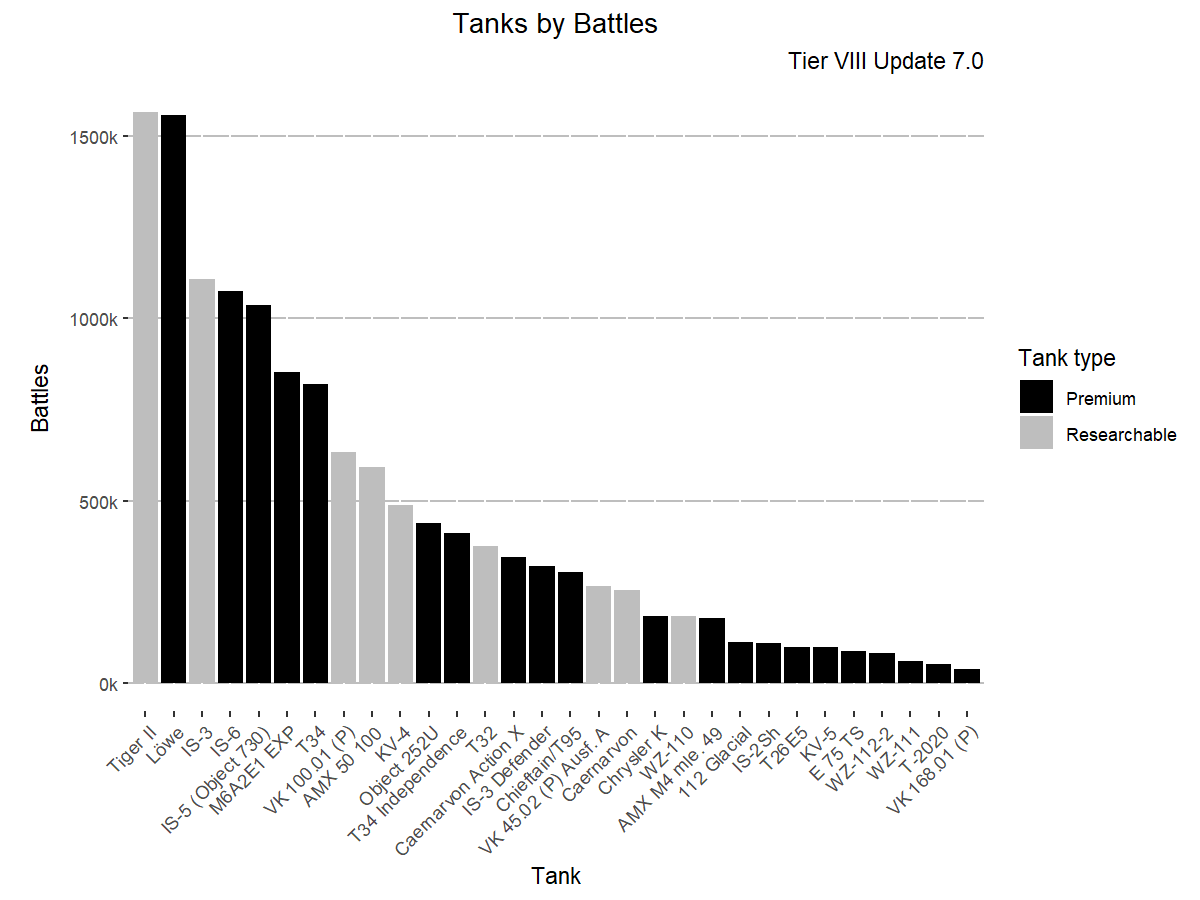 Tanks by Battles
Tier VIII Update 7.0
Battles
1500k
1000k
500k
0k
Tiger II
Löwe
IS-3
IS-6
IS-5 (Object 730)
M6A2E1 EXP
T34
VK 100.01 (P)
AMX 50 100
KV-4
Object 252U
T34 Independence
T32
Caernarvon Action X
IS-3 Defender
Chieftain/T95
VK 45.02 (P) Ausf. A
Caernarvon
Chrysler K
WZ-110
AMX M4 mle. 49
112 Glacial
IS-2Sh
T26E5
KV-5
E 75 TS
WZ-112-2
WZ-111
T-2020
VK 168.01 (P)
Tank
Tank type
Premium
Researchable